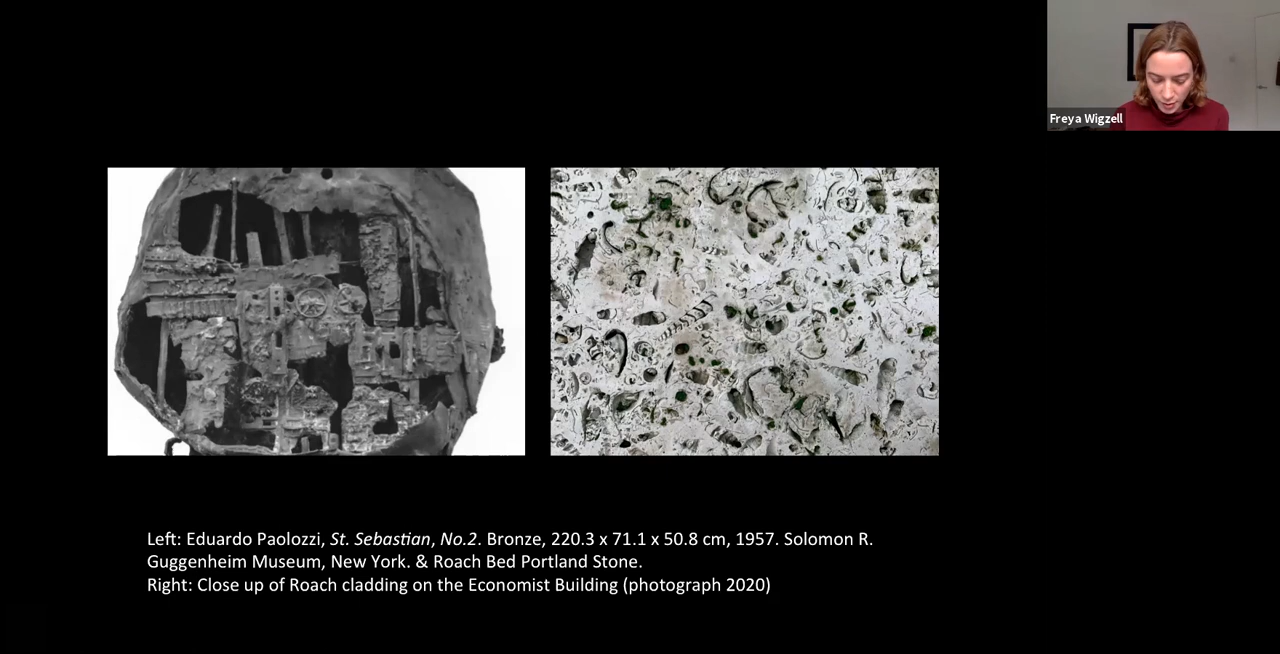 Freya Wigzell
Left: Eduardo Paolozzi, St. Sebastian, No.2. Bronze, 220.3 x 71.1 x 50.8 cm, 1957. Solomon R.
Guggenheim Museum, New York. & Roach Bed Portland Stone.
Right: Close up of Roach cladding on the Economist Building (photograph 2020)